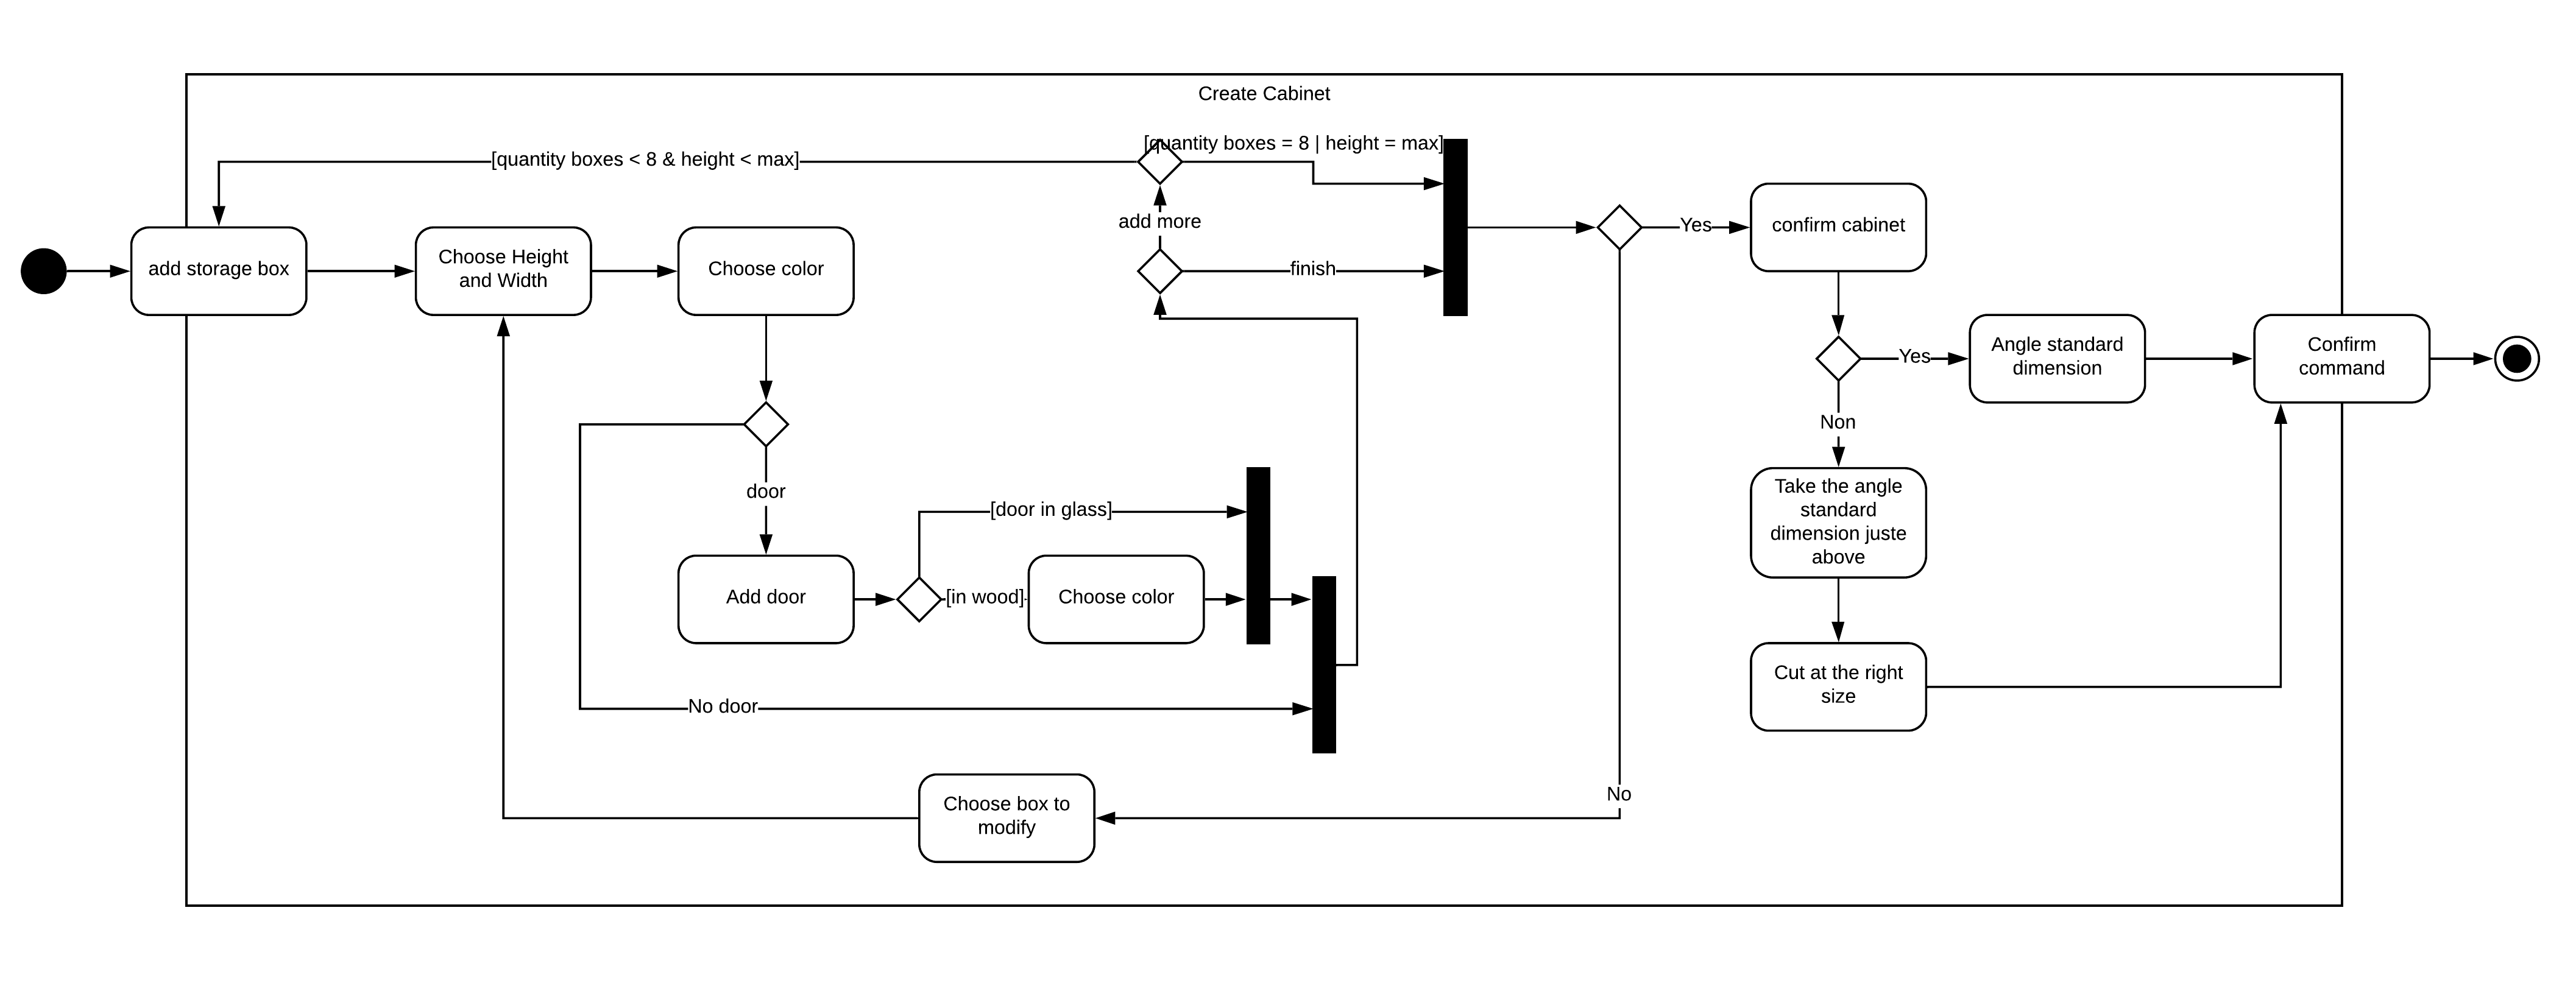 Create Cabinet
[quantity boxes = 8 | height = max]
[quantity boxes < 8 & height < max]
add more
finish
add storage box
Choose Height
and Width
Choose color
Yes
confirm cabinet
Yes
Angle standard
dimension
Confirm
command
Non
door
[door in glass]
Take the angle
standard
dimension juste
above
Add door
[in wood]
Choose color
Cut at the right
size
No door
No
Choose box to
modify